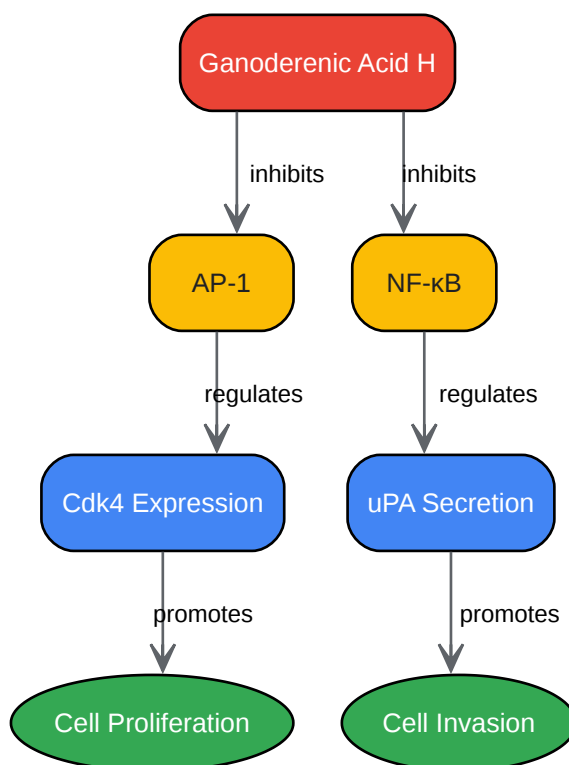 Ganoderenic Acid H
inhibits
inhibits
AP-1
NF-κB
regulates
regulates
Cdk4 Expression
uPA Secretion
promotes
promotes
Cell Proliferation
Cell Invasion